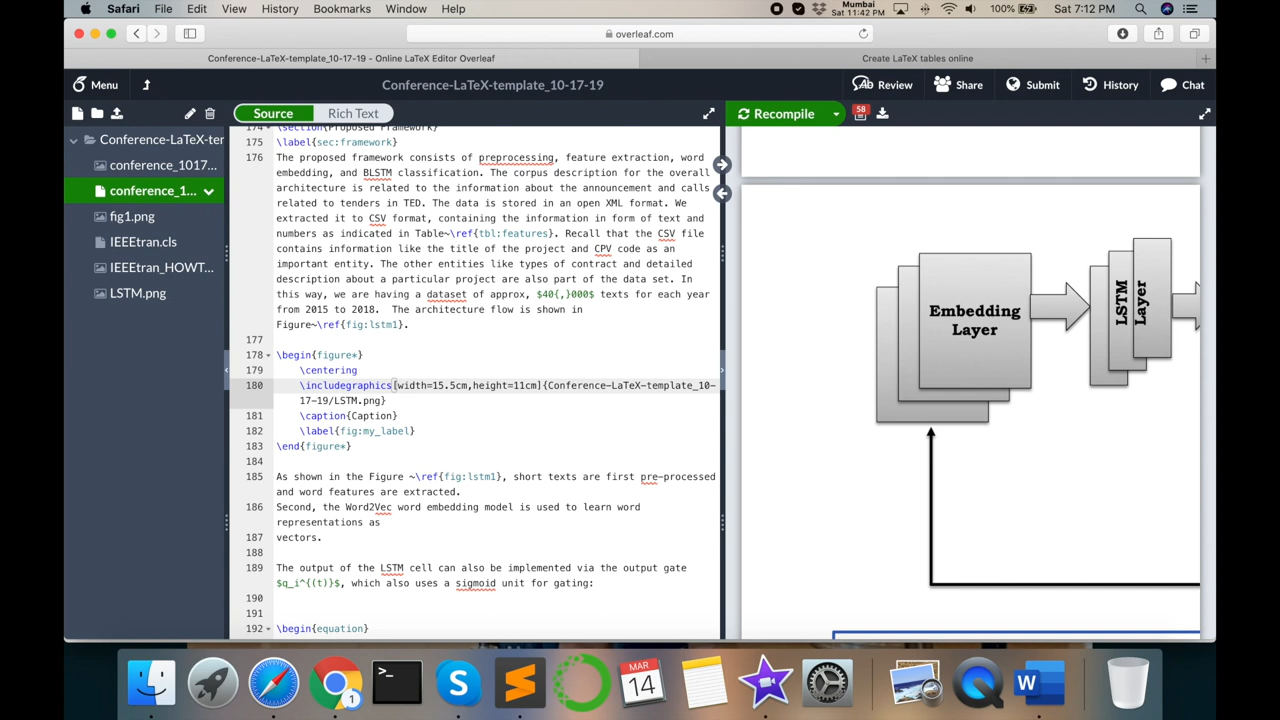 Safari File Edit View History Bookmarks Window Help
Mumbai
Sat 11:42 PM
100%
Sat 7:12 PM
overleaf.com
Conference-LaTeX-template_10-17-19 - Online LaTeX Editor Overleaf
Create LaTeX tables online
Menu
Conference-LaTeX-template_10-17-19
Review
Share
Submit
History
Chat
Source
Rich Text
Recompile
58
Conference-LaTeX-ter
conference_1017...
conference_1...
fig1.png
IEEEtran.cls
IEEEtran_HOWT...
LSTM.png
174 \section{Proposed Framework}
175 \label{sec:framework}
176 The proposed framework consists of preprocessing, feature extraction, word
embedding, and BLSTM classification. The corpus description for the overall
architecture is related to the information about the announcement and calls
related to tenders in TED. The data is stored in an open XML format. We
extracted it to CSV format, containing the information in form of text and
numbers as indicated in Table~\ref{tbl:features}. Recall that the CSV file
contains information like the title of the project and CPV code as an
important entity. The other entities like types of contract and detailed
description about a particular project are also part of the data set. In
this way, we are having a dataset of approx, $40{,}000$ texts for each year
from 2015 to 2018.  The architecture flow is shown in
Figure~\ref{fig:lstm1}.
177
178 \begin{figure*}
179 \centering
180 \includegraphics[width=15.5cm,height=11cm]{Conference-LaTeX-template_10-
17-19/LSTM.png}
181 \caption{Caption}
182 \label{fig:my_label}
183 \end{figure*}
184
185 As shown in the Figure ~\ref{fig:lstm1}, short texts are first pre-processed
and word features are extracted.
186 Second, the Word2Vec word embedding model is used to learn word
representations as
187 vectors.
188
189 The output of the LSTM cell can also be implemented via the output gate
$q_i^{(t)}$, which also uses a sigmoid unit for gating:
190
191
192 \begin{equation}
Embedding
Layer
LSTM
Layer
1
MAR
14
W